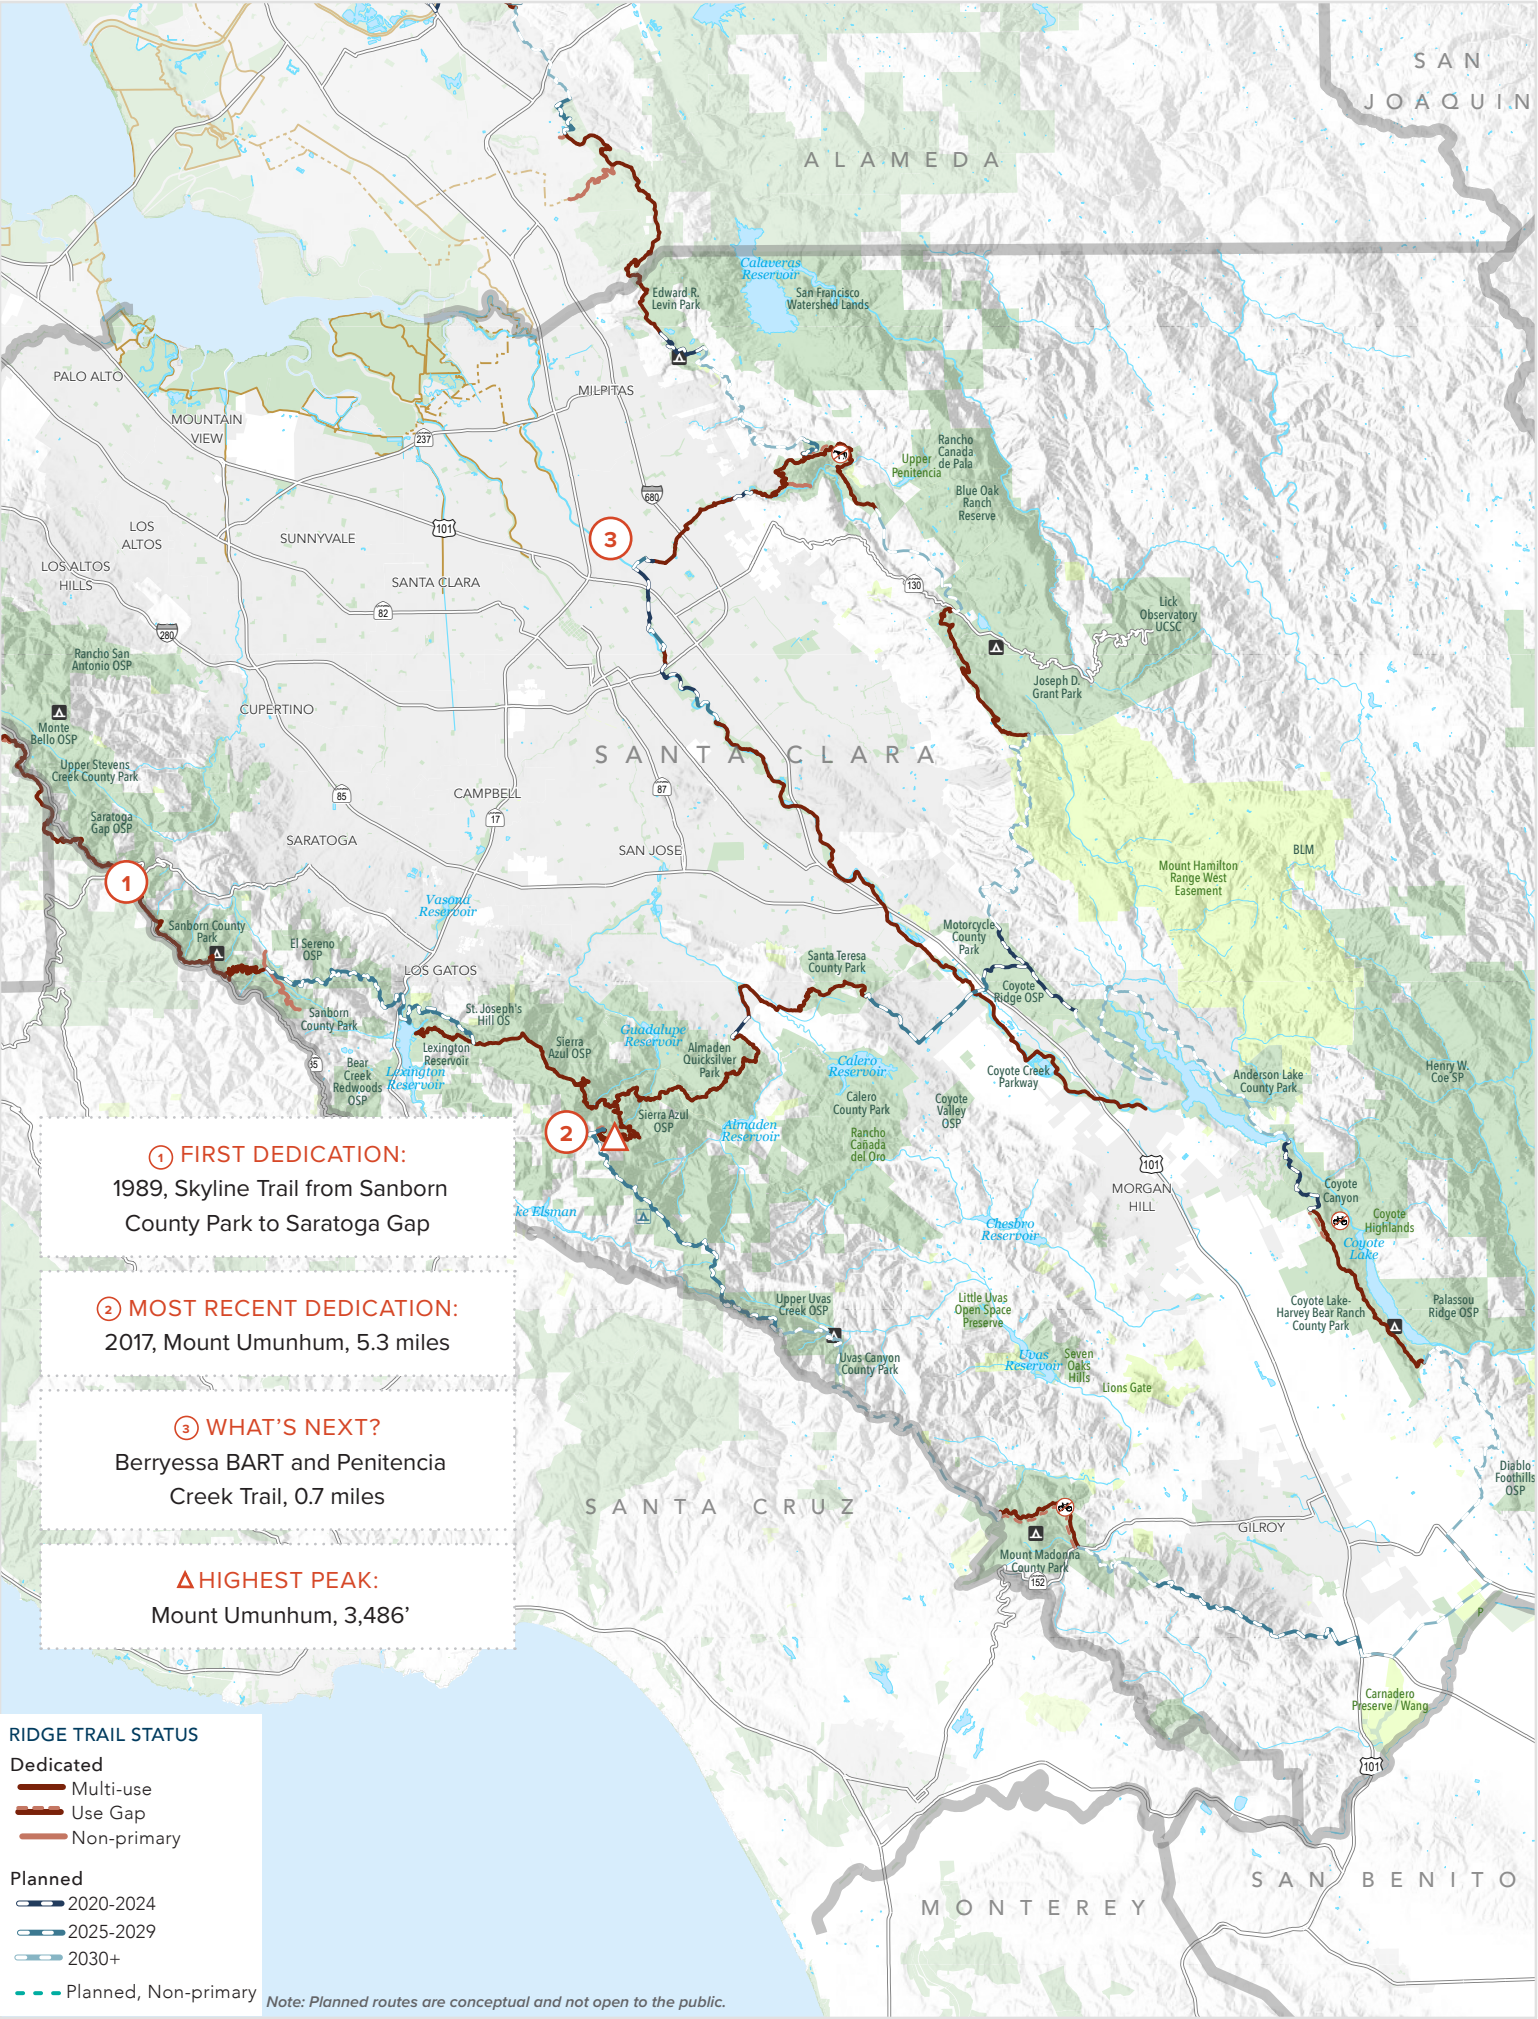 SAN
JOAQUIN
ALAMEDA
Calaveras
Reservoir
San Francisco
Watershed Lands
Edward R.
Levin Park
PALO ALTO
MILPITAS
MOUNTAIN
VIEW
237
Rancho
Canada
de Pala
Upper
Penitencia
Blue Oak
Ranch
Reserve
680
101
3
LOS
ALTOS
SUNNYVALE
LOS ALTOS
HILLS
SANTA CLARA
82
130
Lick
Observatory
UCSC
280
Rancho San
Antonio OSP
Joseph D.
Grant Park
CUPERTINO
Monte
Bello OSP
SANTA CLARA
Upper Stevens
Creek County Park
85
CAMPBELL
87
17
Saratoga
Gap OSP
SARATOGA
SAN JOSE
BLM
Mount Hamilton
Range West
Easement
1
Vasona
Reservoir
Sanborn County
Park
El Sereno
OSP
Motorcycle
County
Park
Santa Teresa
County Park
LOS GATOS
Coyote
Ridge OSP
Sanborn
County Park
St. Joseph's
Hill OS
Guadalupe
Reservoir
Sierra
Azul OSP
Almaden
Quicksilver
Park
Lexington
Reservoir
35
Bear
Creek
Redwoods
OSP
Lexington
Reservoir
Calero
Reservoir
Coyote Creek
Parkway
Anderson Lake
County Park
Henry W.
Coe SP
Calero
County Park
Coyote
Valley
OSP
Sierra Azul
OSP
Almaden
Reservoir
Rancho
Cañada
del Oro
2
101
MORGAN
HILL
1 FIRST DEDICATION:
1989, Skyline Trail from Sanborn
County Park to Saratoga Gap
ke Elsman
Coyote
Canyon
Coyote
Highlands
Chesbro
Reservoir
Coyote
Lake
2 MOST RECENT DEDICATION:
2017, Mount Umunhum, 5.3 miles
Upper Uvas
Creek OSP
Little Uvas
Open Space
Preserve
Coyote Lake-
Harvey Bear Ranch
County Park
Palassou
Ridge OSP
Uvas Canyon
County Park
Uvas
Reservoir
Seven
Oaks
Hills
Lions Gate
3 WHAT'S NEXT?
Berryessa BART and Penitencia
Creek Trail, 0.7 miles
Diablo
Foothills
OSP
SANTA CRUZ
GILROY
Mount Madonna
County Park
152
HIGHEST PEAK:
Mount Umunhum, 3,486’
P
Carnadero
Preserve / Wang
101
RIDGE TRAIL STATUS
Dedicated
Multi-use
Use Gap
Non-primary
Planned
2020-2024
2025-2029
2030+
Planned, Non-primary
SAN BENITO
MONTEREY
Note: Planned routes are conceptual and not open to the public.